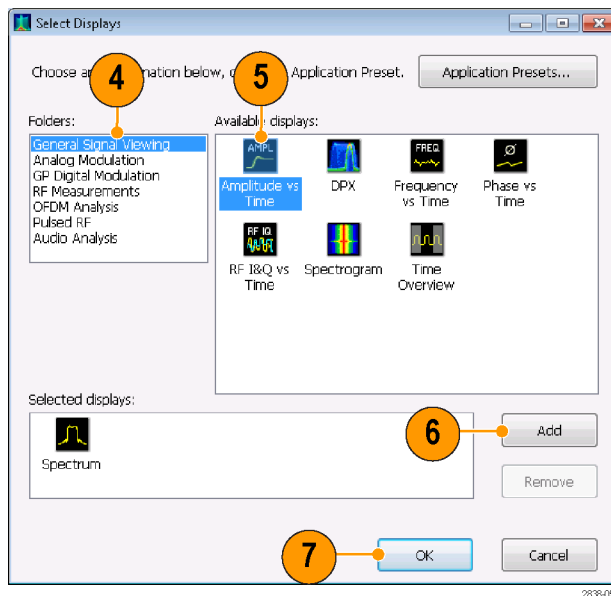 Select Displays
Choose an nation below, o Application Preset.
Application Presets...
4
5
Folders:
Available displays:
General Signal Viewing
Analog Modulation
GP Digital Modulation
RF Measurements
OFDM Analysis
Pulsed RF
Audio Analysis
AMPL
FREQ
Ø
Amplitude vs
Time
DPX
Frequency
vs Time
Phase vs
Time
RF IQ
RF I&Q vs
Time
Spectrogram
Time
Overview
Selected displays:
Spectrum
6
Add
Remove
7
OK
Cancel